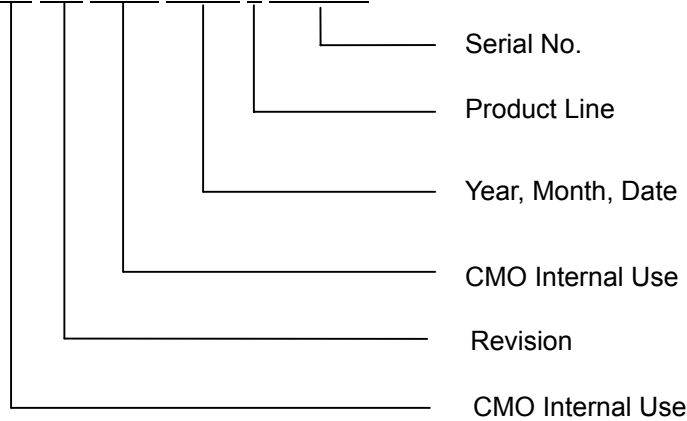 Serial No.
Product Line
Year, Month, Date
CMO Internal Use
Revision
CMO Internal Use